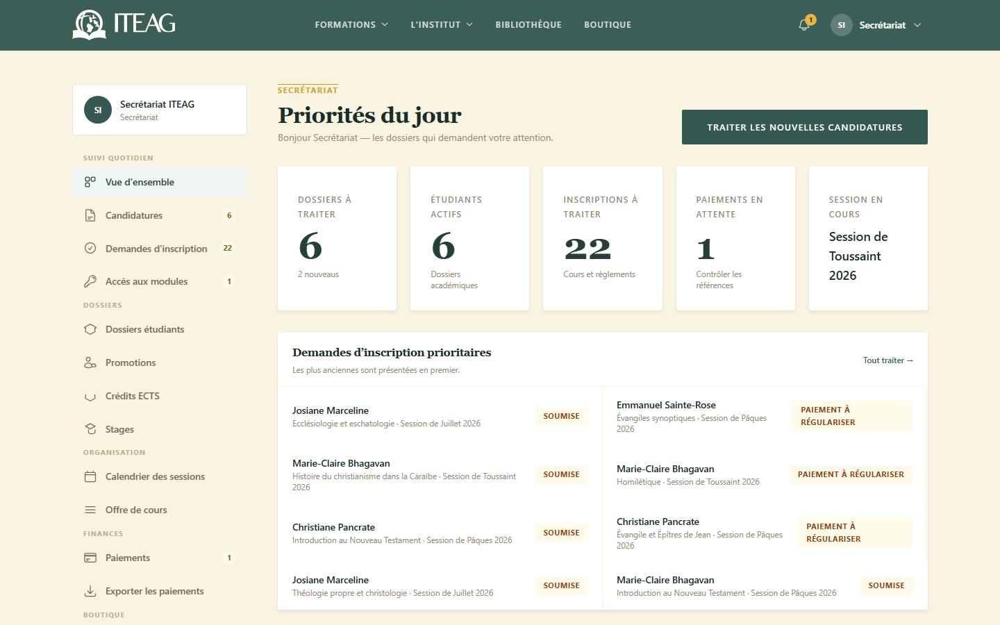 ITEAG
FORMATIONS
L'INSTITUT
BIBLIOTHÈQUE
BOUTIQUE
1
SI
Secrétariat
SI
Secrétariat ITEAG
Secrétariat
SUIVI QUOTIDIEN
Vue d'ensemble
Candidatures
6
Demandes d'inscription
22
Accès aux modules
1
DOSSIERS
Dossiers étudiants
Promotions
Crédits ECTS
Stages
ORGANISATION
Calendrier des sessions
Offre de cours
FINANCES
Paiements
1
Exporter les paiements
BOUTIQUE
SECRÉTARIAT
Priorités du jour
Bonjour Secrétariat — les dossiers qui demandent votre attention.
TRAITER LES NOUVELLES CANDIDATURES
DOSSIERS À
TRAITER
6
2 nouveaux
ÉTUDIANTS
ACTIFS
6
Dossiers
académiques
INSCRIPTIONS À
TRAITER
22
Cours et règlements
PAIEMENTS EN
ATTENTE
1
Contrôler les
références
SESSION EN
COURS
Session de
Toussaint
2026
Demandes d’inscription prioritaires
Les plus anciennes sont présentées en premier.
Tout traiter →
Josiane Marceline
Ecclésiologie et eschatologie · Session de Juillet 2026
SOUMISE
Emmanuel Sainte-Rose
Évangiles synoptiques · Session de Pâques
2026
PAIEMENT À
RÉGULARISER
Marie-Claire Bhagavan
Histoire du christianisme dans la Caraïbe · Session de Toussaint
2026
SOUMISE
Marie-Claire Bhagavan
Homilétique · Session de Toussaint 2026
PAIEMENT À RÉGULARISER
Christiane Pancrate
Introduction au Nouveau Testament · Session de Pâques 2026
SOUMISE
Christiane Pancrate
Évangile et Épîtres de Jean · Session de Pâques
2026
PAIEMENT À
RÉGULARISER
Josiane Marceline
Théologie propre et christologie · Session de Juillet 2026
SOUMISE
Marie-Claire Bhagavan
Introduction au Nouveau Testament · Session de Pâques 2026
SOUMISE